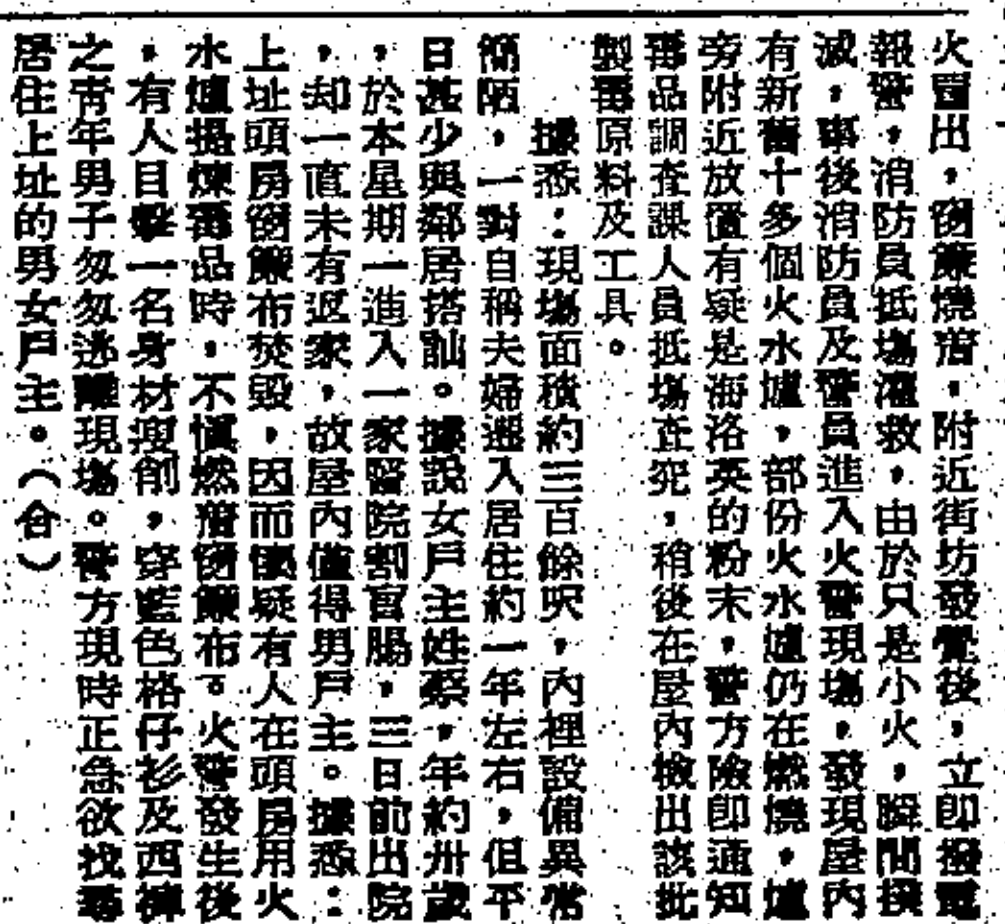 火冒出，窗簾燒着，附近街坊發覺後，立即撥電
報警，消防員抵場灌救，由於只是小火，瞬間撲
滅，事後消防員及警員進入火警現場，發現屋內
有新舊十多個火水爐，部份火水爐仍在燃燒，爐
旁附近放置有疑是海洛英的粉末，警方險即通知
毒品調查課人員抵場查究，稍後在屋內檢出該批
製毒原料及工具。
據悉：現場面積約三百餘呎，內裡設備異常
簡陋，一對自稱夫婦遷入居住約一年左右，但平
日甚少與鄰居搭訕。據說女戶主姓蔡，年約卅歲
，於本星期一進入一家醫院割盲腸，三日前出院
，却一直未有返家，故屋內僅得男戶主。據悉：
上址頭房窗簾布焚毀，因而懷疑有人在頭房用火
水爐提煉毒品時，不慎燃着窗簾布。火警發生後
，有人目擊一名身材瘦削，穿藍色格仔衫及西褲
之青年男子匆匆逃離現場。警方現時正急欲找尋
居住上址的男女戶主。（合）